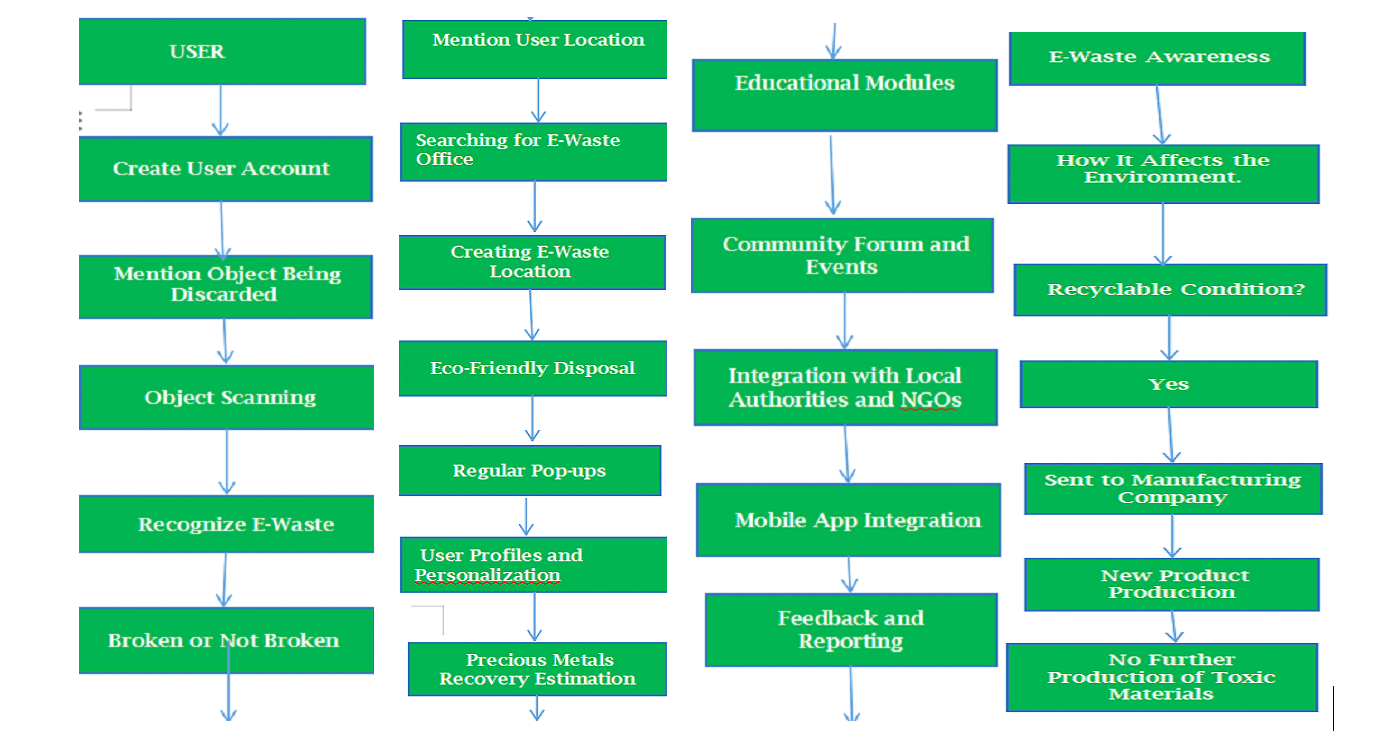 USER
Create User Account
Mention Object Being
Discarded
Object Scanning
Recognize E-Waste
Broken or Not Broken
Mention User Location
Searching for E-Waste
Office
Creating E-Waste
Location
Eco-Friendly Disposal
Regular Pop-ups
User Profiles and
Personalization
Precious Metals
Recovery Estimation
Educational Modules
Community Forum and
Events
Integration with Local
Authorities and NGOs
Mobile App Integration
Feedback and
Reporting
E-Waste Awareness
How It Affects the
Environment.
Recyclable Condition?
Yes
Sent to Manufacturing
Company
New Product
Production
No Further
Production of Toxic
Materials